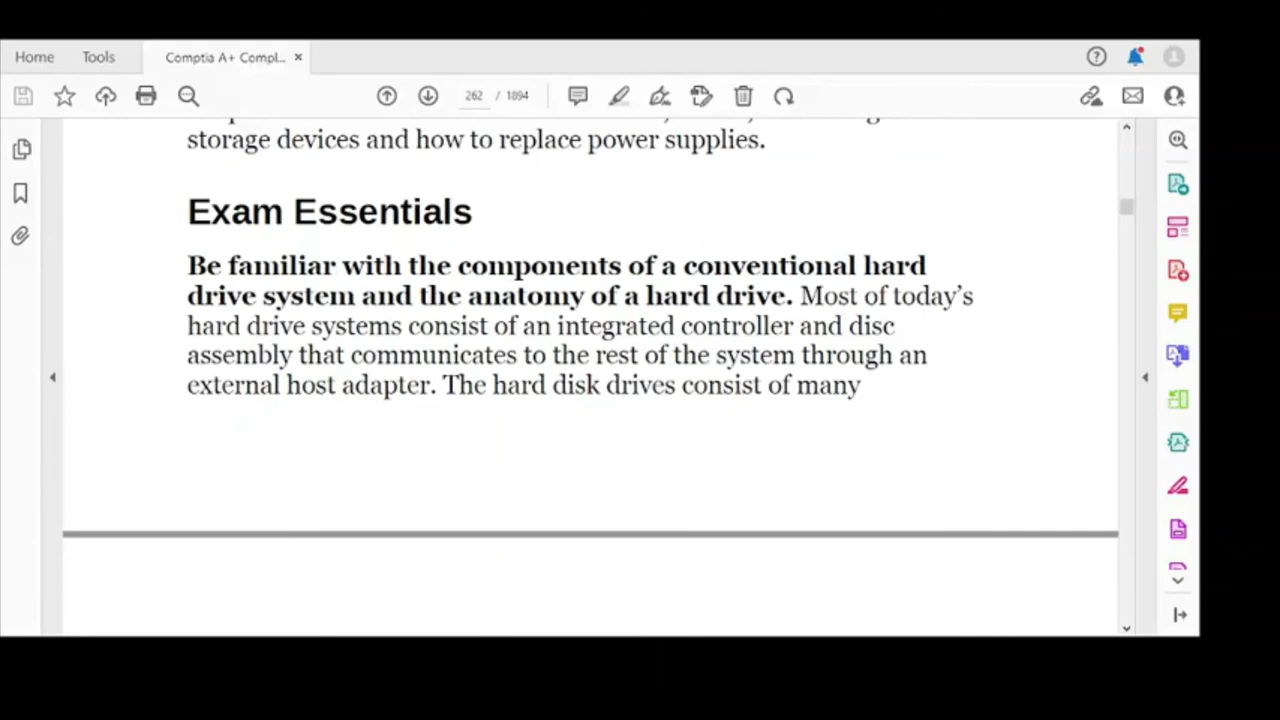 Home Tools Comptia A+ Compl...
262 / 1894
storage devices and how to replace power supplies.
Exam Essentials
Be familiar with the components of a conventional hard
drive system and the anatomy of a hard drive. Most of today’s
hard drive systems consist of an integrated controller and disc
assembly that communicates to the rest of the system through an
external host adapter. The hard disk drives consist of many